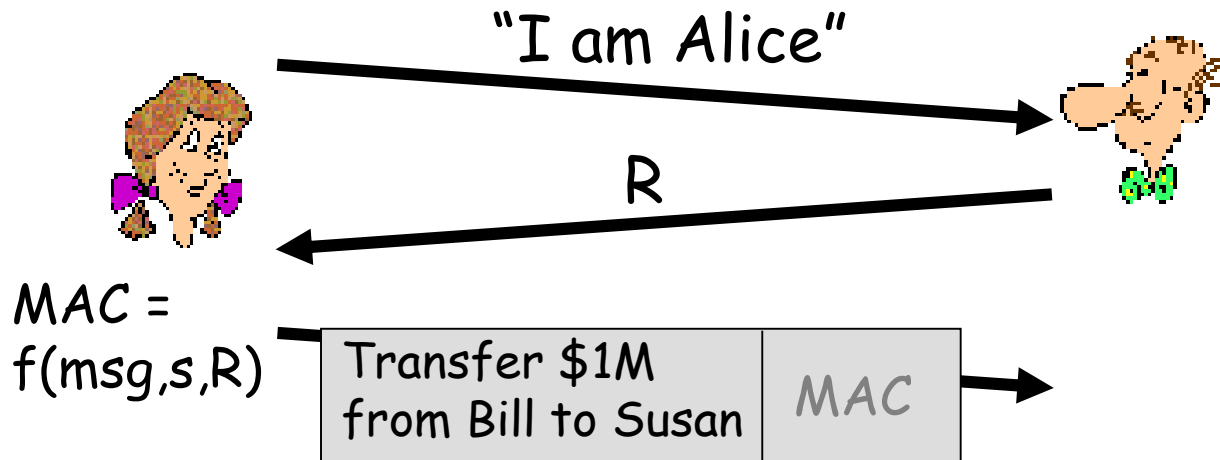 “I am Alice”
R
MAC =
f(msg,s,R)
Transfer $1M
from Bill to Susan
MAC